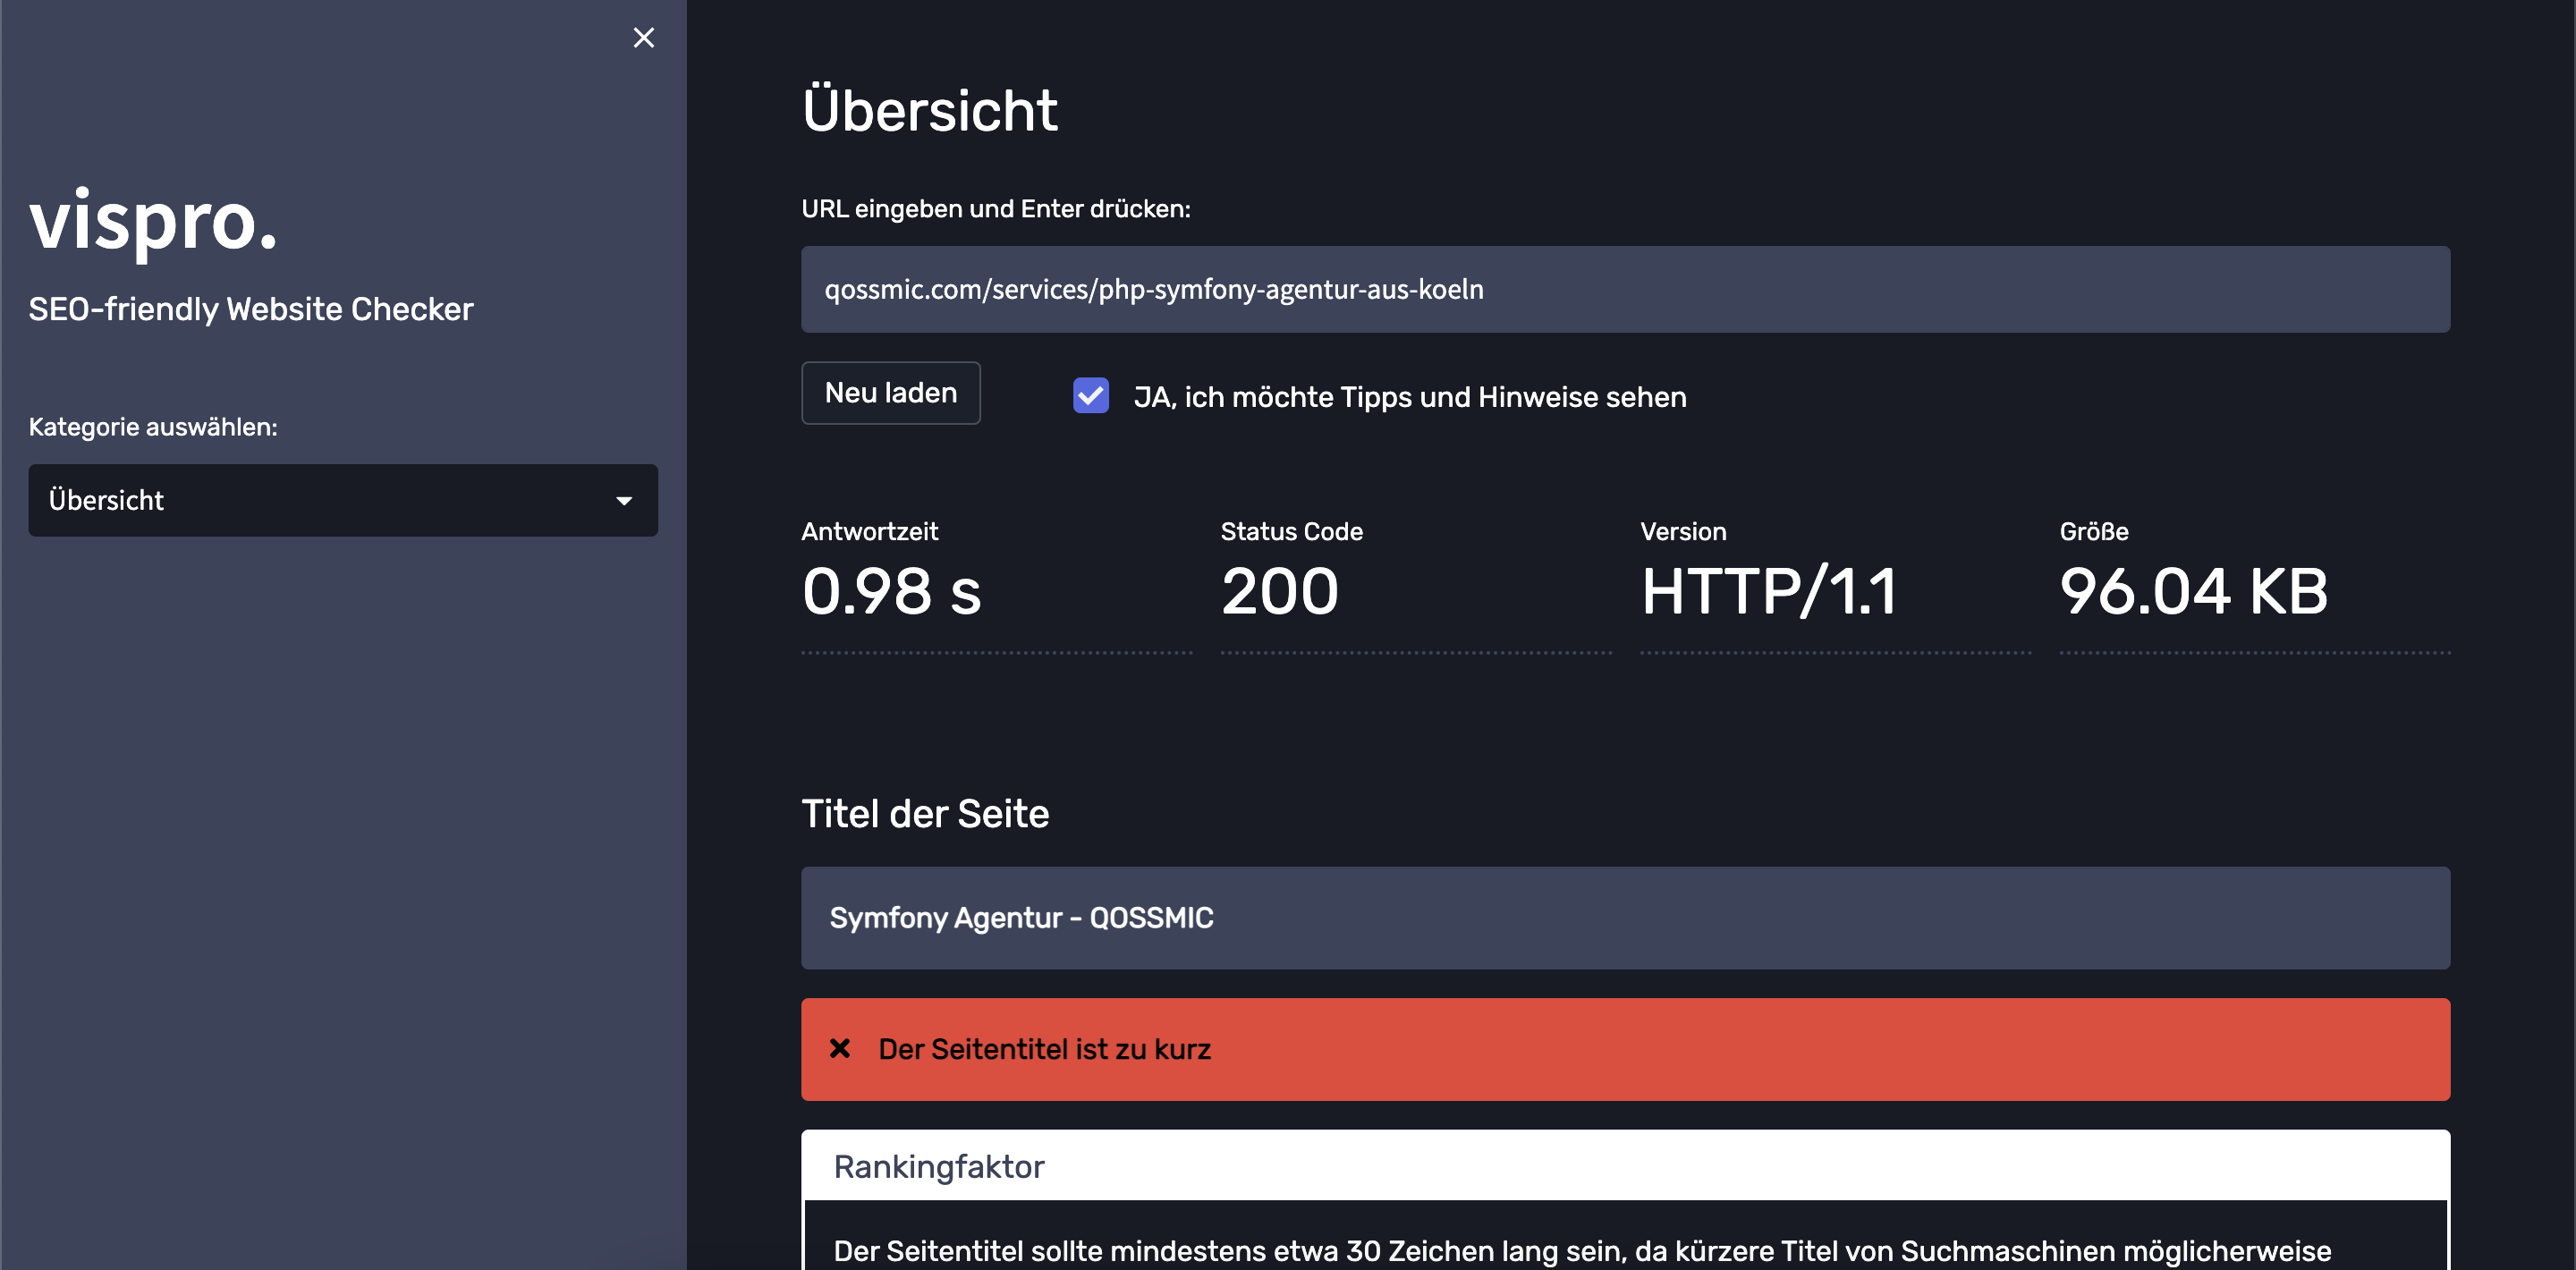 vispro.
SEO-friendly Website Checker
Kategorie auswählen:
Übersicht
Übersicht
URL eingeben und Enter drücken:
qossmic.com/services/php-symfony-agentur-aus-koeln
Neu laden
JA, ich möchte Tipps und Hinweise sehen
Antwortzeit
0.98 s
Status Code
200
Version
HTTP/1.1
Größe
96.04 KB
Titel der Seite
Symfony Agentur - QOSSMIC
Der Seitentitel ist zu kurz
Rankingfaktor
Der Seitentitel sollte mindestens etwa 30 Zeichen lang sein, da kürzere Titel von Suchmaschinen möglicherweise